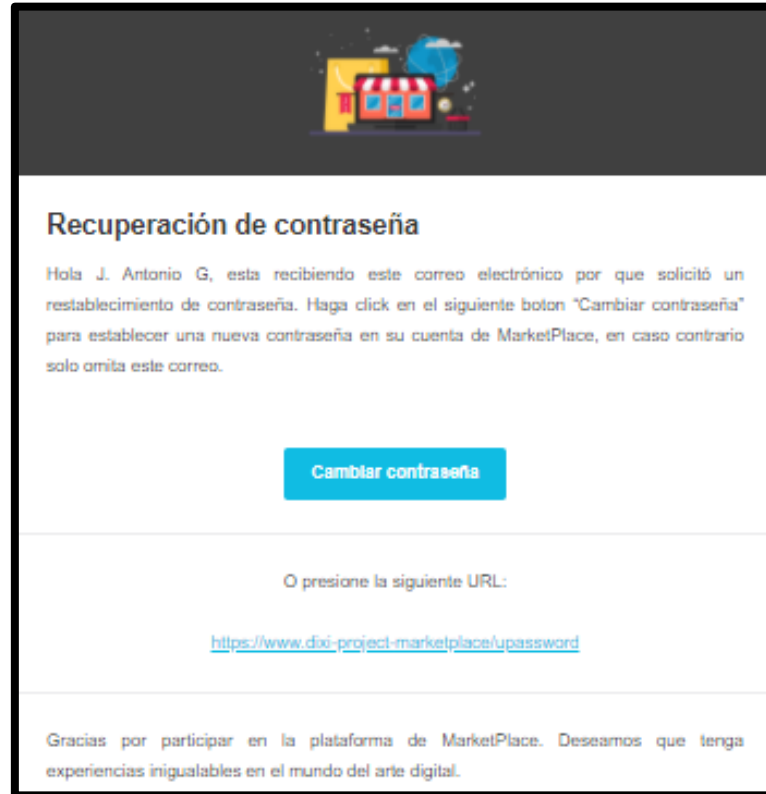 Recuperación de contraseña
Hola J. Antonio G, esta recibiendo este correo electrónico por que solicitó un
restablecimiento de contraseña. Haga click en el siguiente boton "Cambiar contraseña"
para establecer una nueva contraseña en su cuenta de MarketPlace, en caso contrario
solo omita este correo.
Cambiar contraseña
O presione la siguiente URL:
https://www.dixi-project-marketplace/upassword
Gracias por participar en la plataforma de MarketPlace. Deseamos que tenga
experiencias inigualables en el mundo del arte digital.